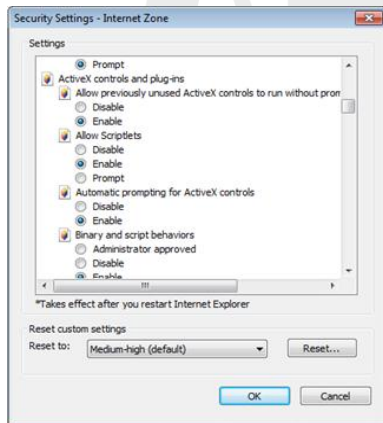 Security Settings - Internet Zone
Settings
Prompt
ActiveX controls and plug-ins
Allow previously unused ActiveX controls to run without prom
Disable
Enable
Allow Scriptlets
Disable
Enable
Prompt
Automatic prompting for ActiveX controls
Disable
Enable
Binary and script behaviors
Administrator approved
Disable
Enable
*Takes effect after you restart Internet Explorer
Reset custom settings
Reset to: Medium-high (default) Reset...
OK Cancel